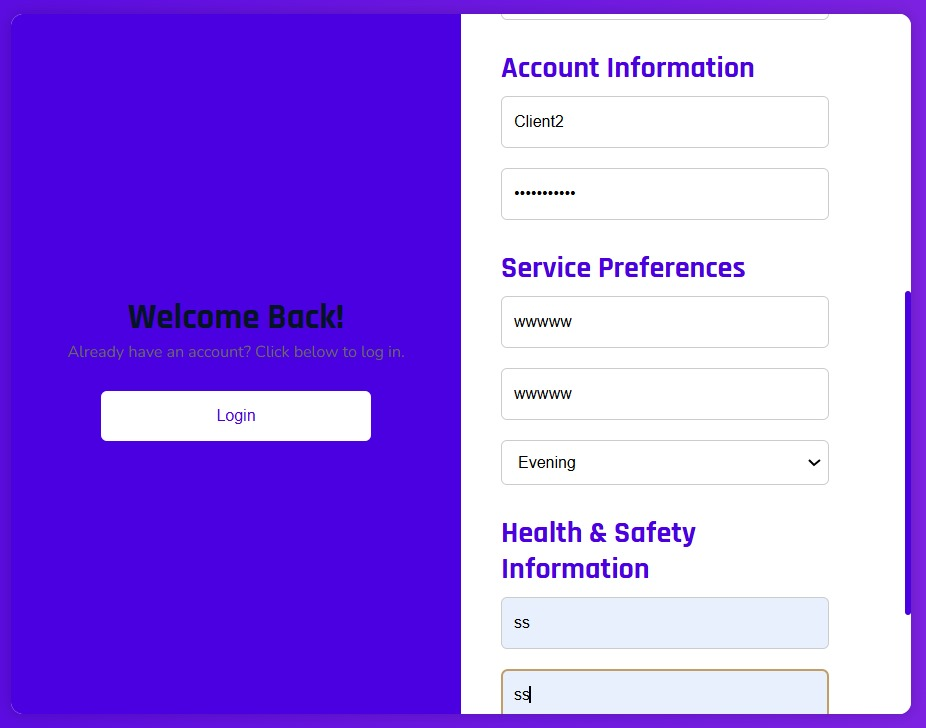 Welcome Back!
Already have an account? Click below to log in.
Login
Account Information
Client2
•••••••••••
Service Preferences
wwwww
wwwww
Evening
Health & Safety
Information
ss
ss